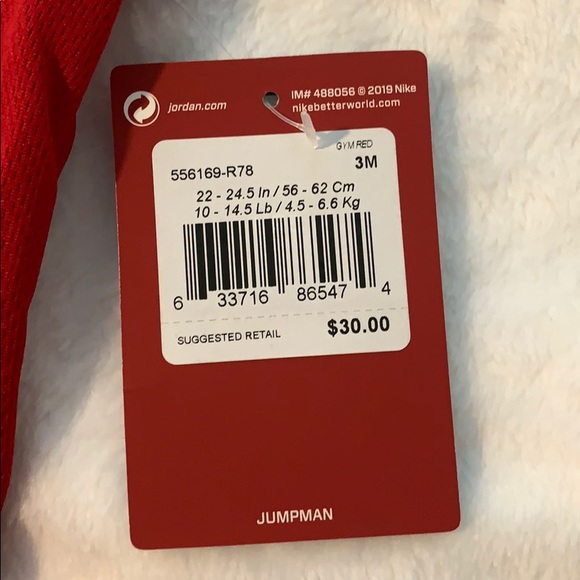 jordan.com
IM# 488056 © 2019 Nike
nikebetterworld.com
GYM RED
556169-R78
3M
22 - 24.5 In / 56 - 62 Cm
10 - 14.5 Lb / 4.5 - 6.6 Kg
6 33716 86547 4
SUGGESTED RETAIL $30.00
JUMPMAN